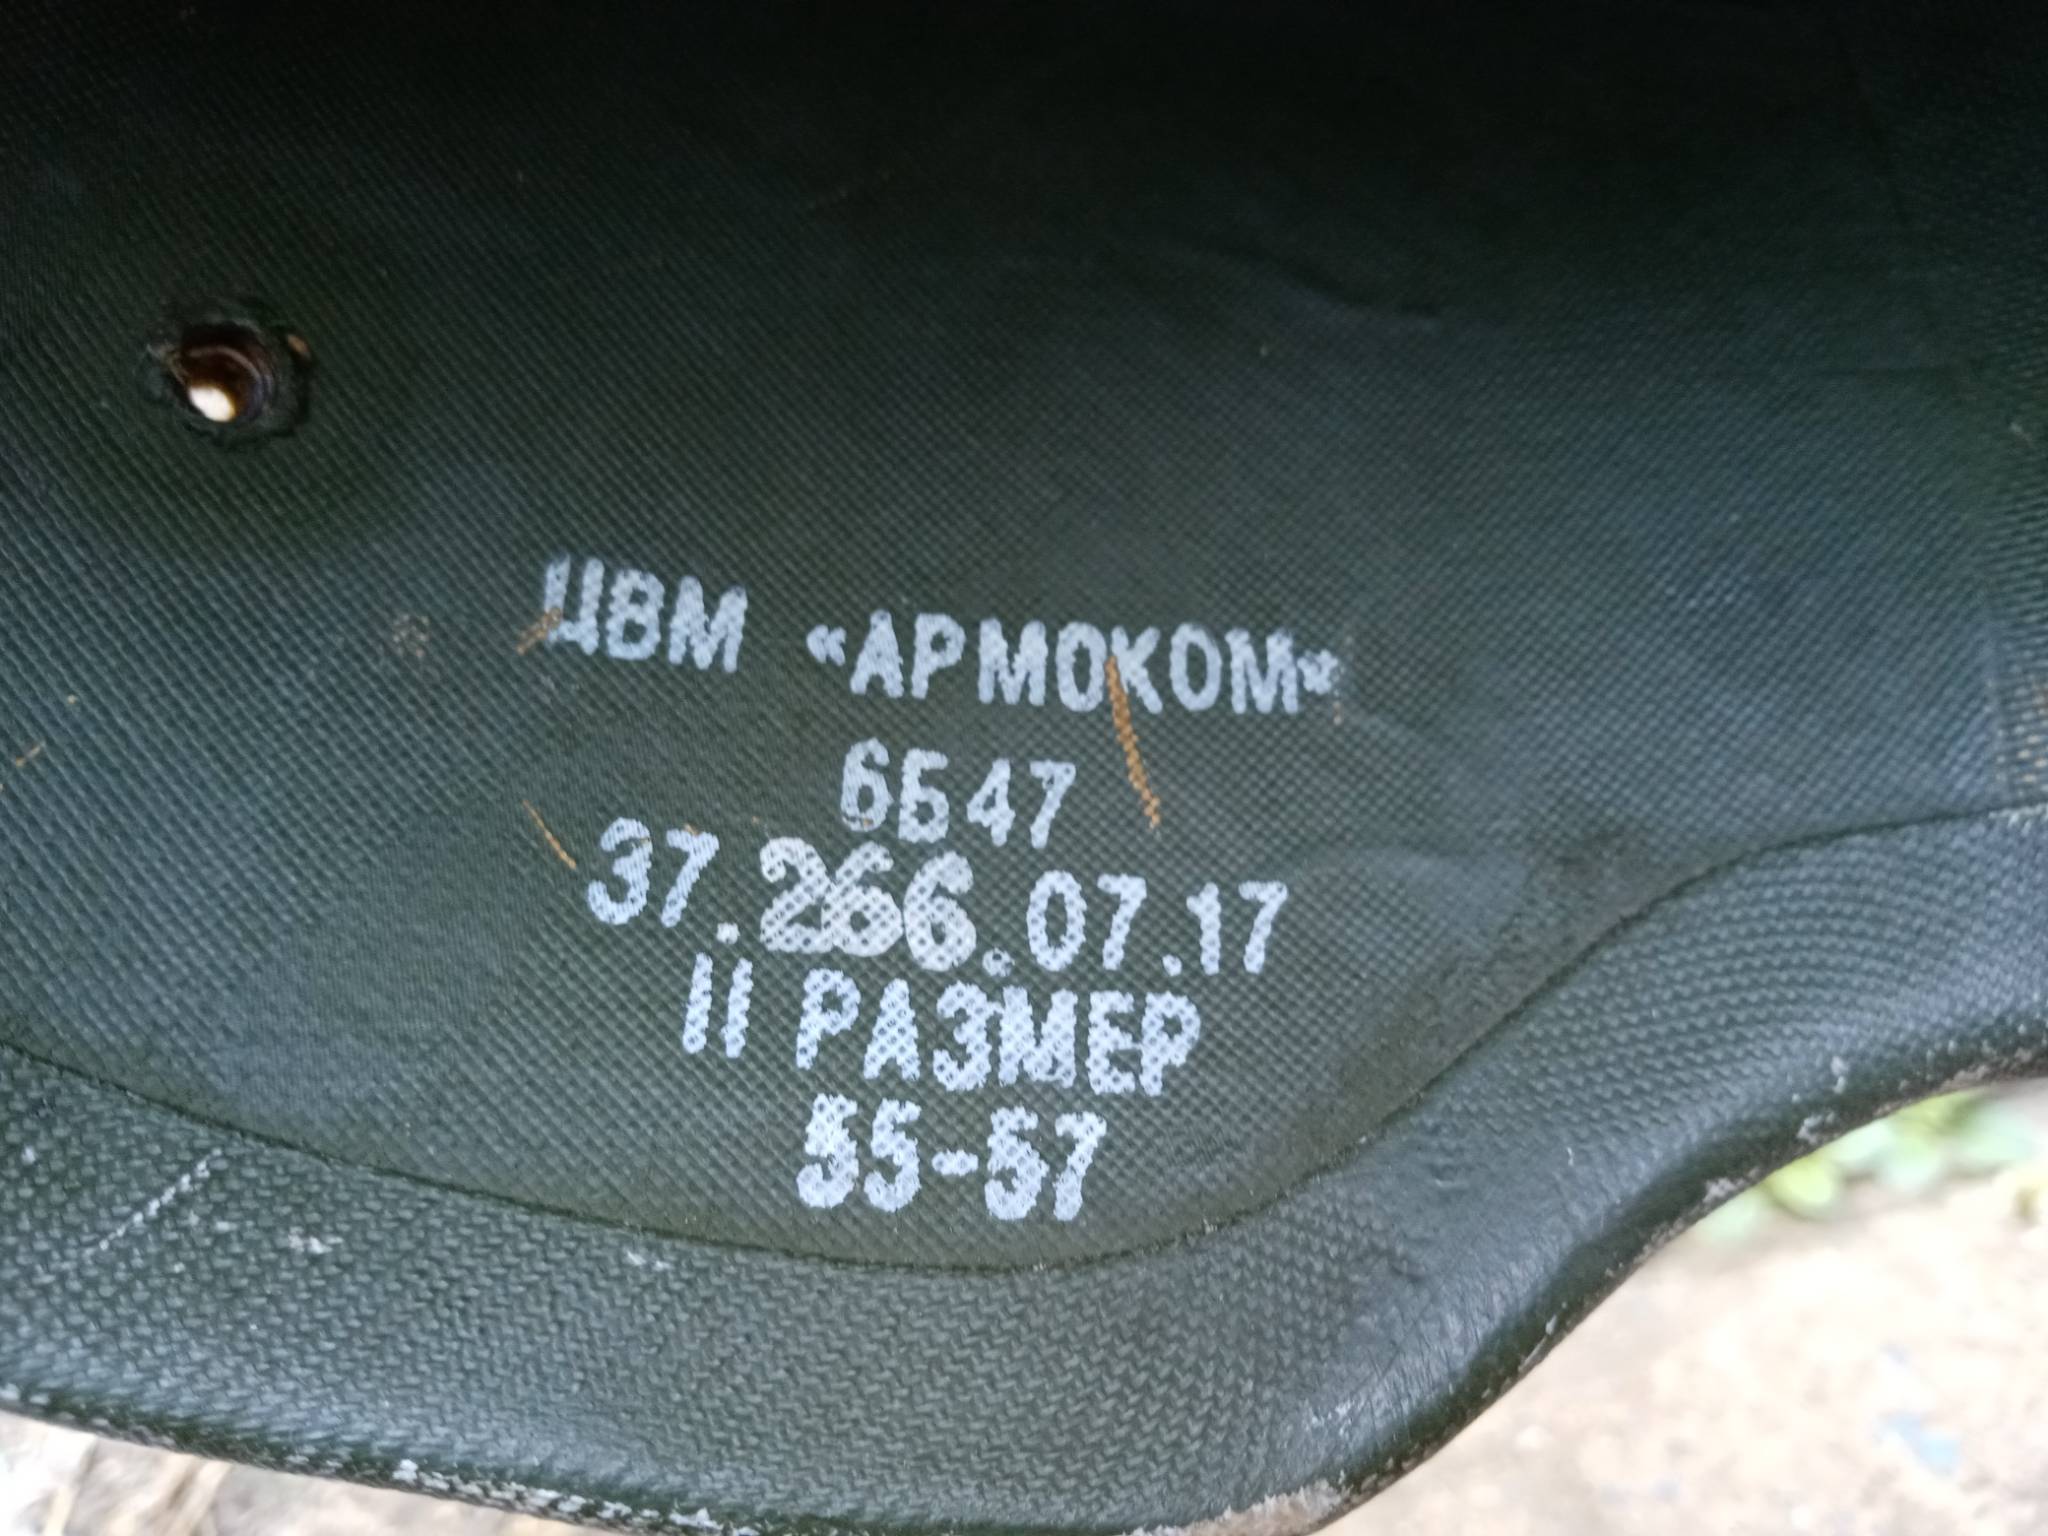 ЦВМ «АРМОКОМ«
6Б47
37.266.07.17
II РАЗМЕР
55-57